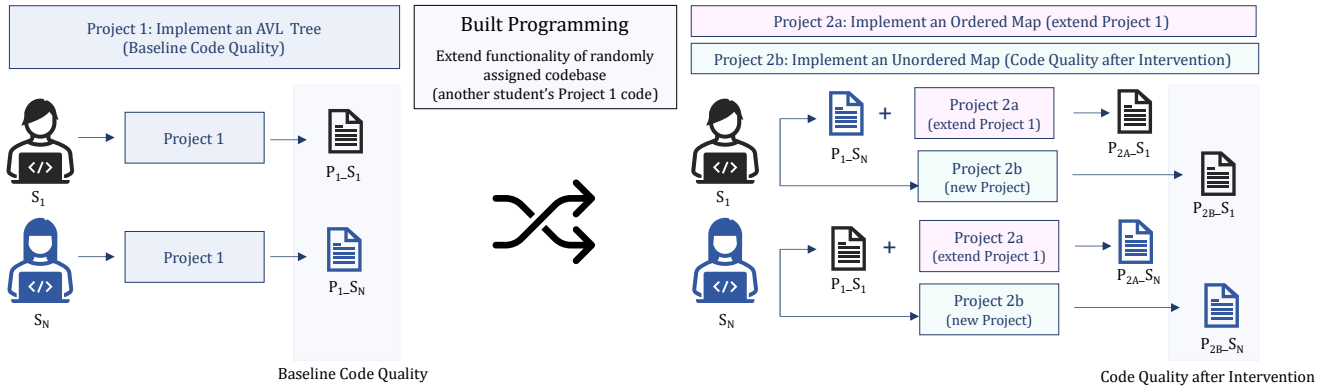 Project 1: Implement an AVL Tree
(Baseline Code Quality)
</>
S1
</>
SN
Project 1
Project 1
P1_S1
P1_SN
Baseline Code Quality
Built Programming
Extend functionality of randomly
assigned codebase
(another student's Project 1 code)
Project 2a: Implement an Ordered Map (extend Project 1)
Project 2b: Implement an Unordered Map (Code Quality after Intervention)
</>
S1
P1_SN
+
Project 2a
(extend Project 1)
P2A_S1
Project 2b
(new Project)
P2B_S1
</>
SN
P1_S1
+
Project 2a
(extend Project 1)
P2A_SN
Project 2b
(new Project)
P2B_SN
Code Quality after Intervention